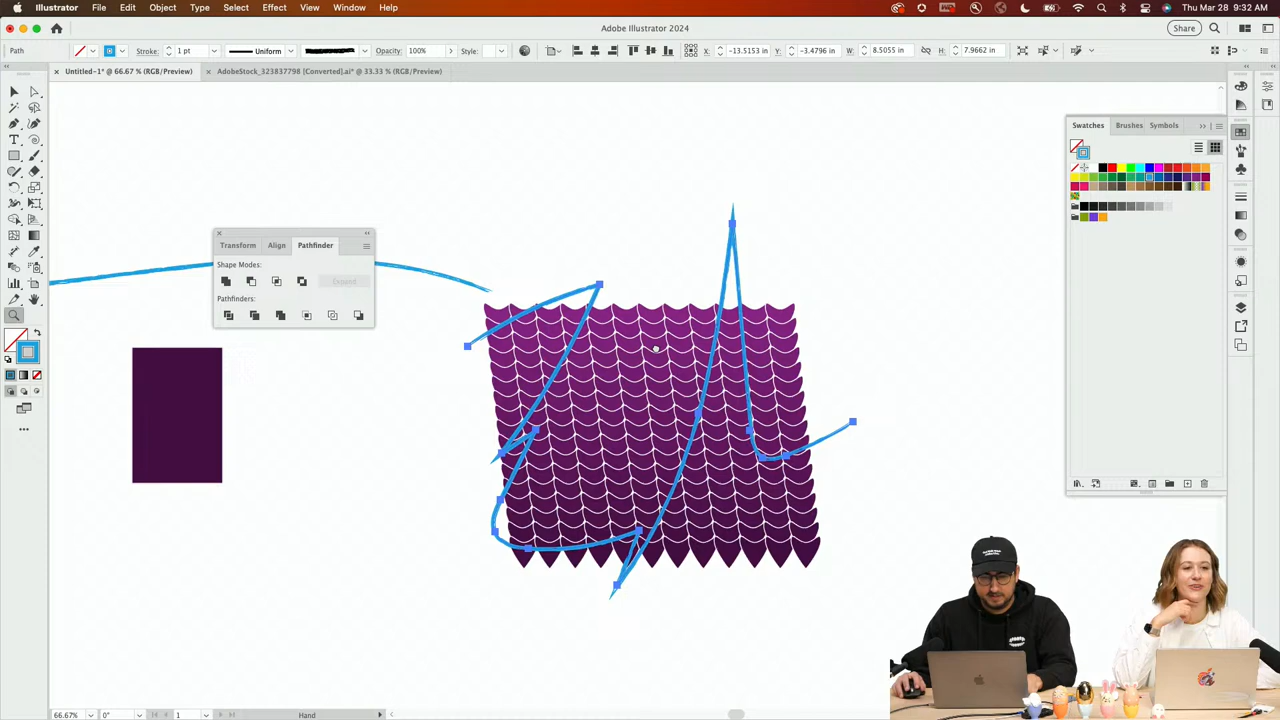 Illustrator File Edit Object Type Select Effect View Window Help
Thu Mar 28 9:32 AM
Adobe Illustrator 2024
Share
Path
Stroke: 1 pt
Uniform
Opacity: 100%
Style:
X: -13.5153 in
Y: -3.4796 in
W: 8.5055 in
H: 7.9662 in
Untitled-1* @ 66.67 % (RGB/Preview)
AdobeStock_323837798 [Converted].ai* @ 33.33 % (RGB/Preview)
Swatches Brushes Symbols
Transform Align Pathfinder
Shape Modes:
Expand
Pathfinders:
66.67%
0°
1
Hand